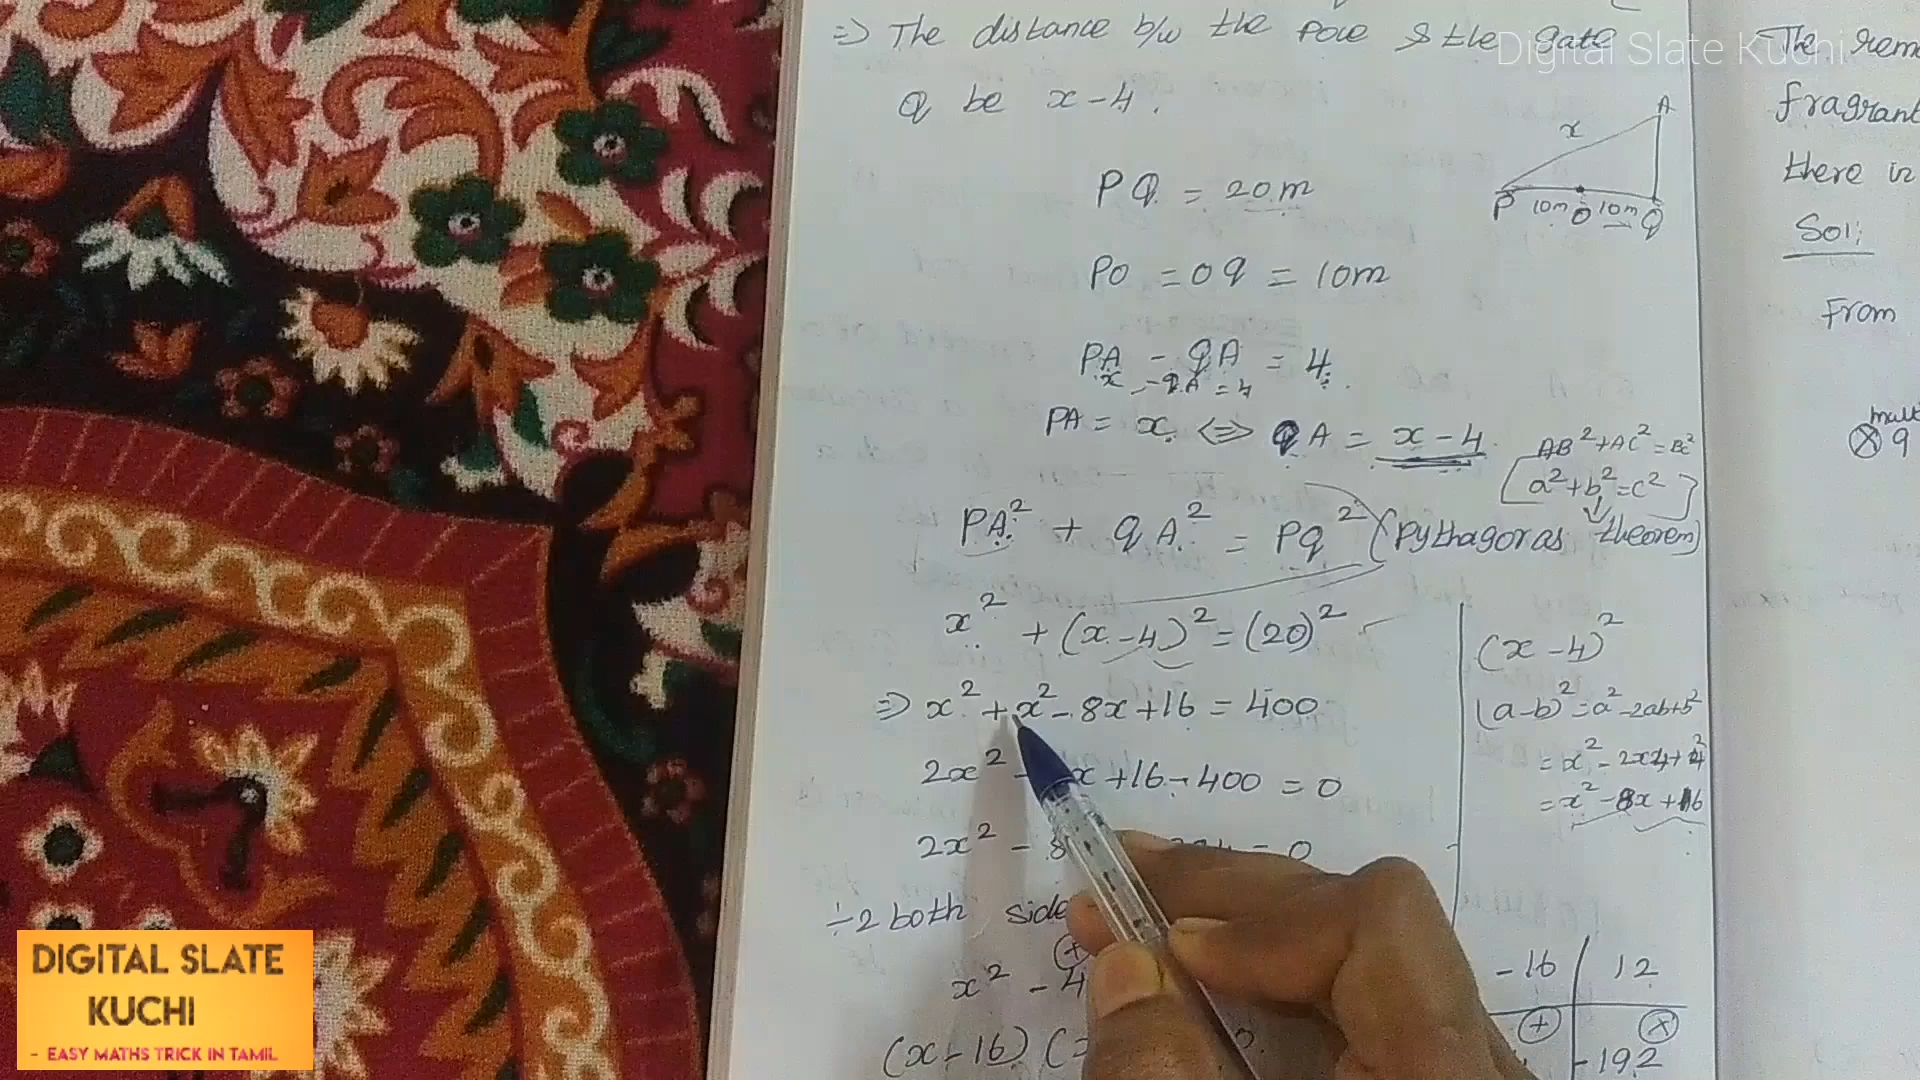 ⇒ The distance b/w the pole & the gate
Q be x-4.
PQ = 20m
PO = OQ = 10m
PA - QA = 4
x - QA = 4
PA = x ⇔ QA = x-4
PA² + QA² = PQ² (Pythagoras theorem)
x² + (x-4)² = (20)²
⇒ x² + x² - 8x + 16 = 400
2x² - x + 16 - 400 = 0
2x² - 8 = 0
÷2 both side
x² - 4
(x-16) (
A
x
P 10m O 10m Q
AB² + AC² = BC²
a² + b² = c²
(x-4)²
(a-b)² = a² - 2ab + b²
= x² - 2x4 + 4²
= x² - 8x + 16
-16 12
+ ×
-192
The
fragrant
there
Sol:
From
9
Digital Slate Kuchi
DIGITAL SLATE
KUCHI
- EASY MATHS TRICK IN TAMIL